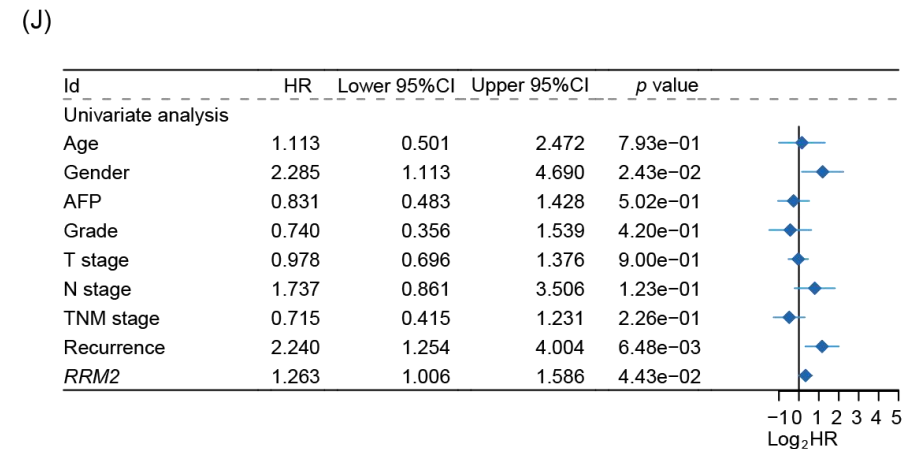 (J)
Id HR Lower 95%CI Upper 95%CI p value
Univariate analysis
Age 1.113 0.501 2.472 7.93e−01
Gender 2.285 1.113 4.690 2.43e−02
AFP 0.831 0.483 1.428 5.02e−01
Grade 0.740 0.356 1.539 4.20e−01
T stage 0.978 0.696 1.376 9.00e−01
N stage 1.737 0.861 3.506 1.23e−01
TNM stage 0.715 0.415 1.231 2.26e−01
Recurrence 2.240 1.254 4.004 6.48e−03
RRM2 1.263 1.006 1.586 4.43e−02
−1 0 1 2 3 4 5
Log₂HR